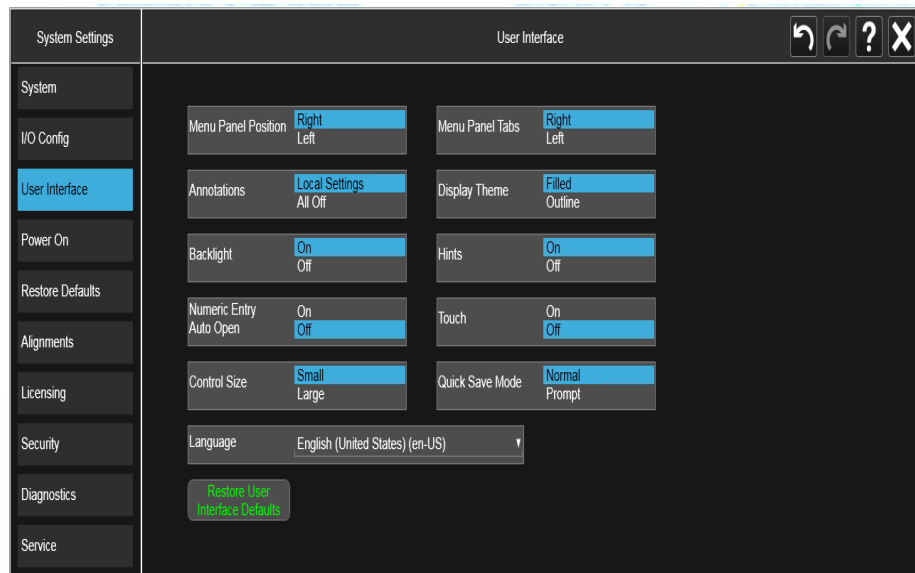 System Settings
User Interface
?
X
System
I/O Config
User Interface
Power On
Restore Defaults
Alignments
Licensing
Security
Diagnostics
Service
Menu Panel Position
Right
Left
Menu Panel Tabs
Right
Left
Annotations
Local Settings
All Off
Display Theme
Filled
Outline
Backlight
On
Off
Hints
On
Off
Numeric Entry
Auto Open
On
Off
Touch
On
Off
Control Size
Small
Large
Quick Save Mode
Normal
Prompt
Language
English (United States) (en-US)
Restore User
Interface Defaults